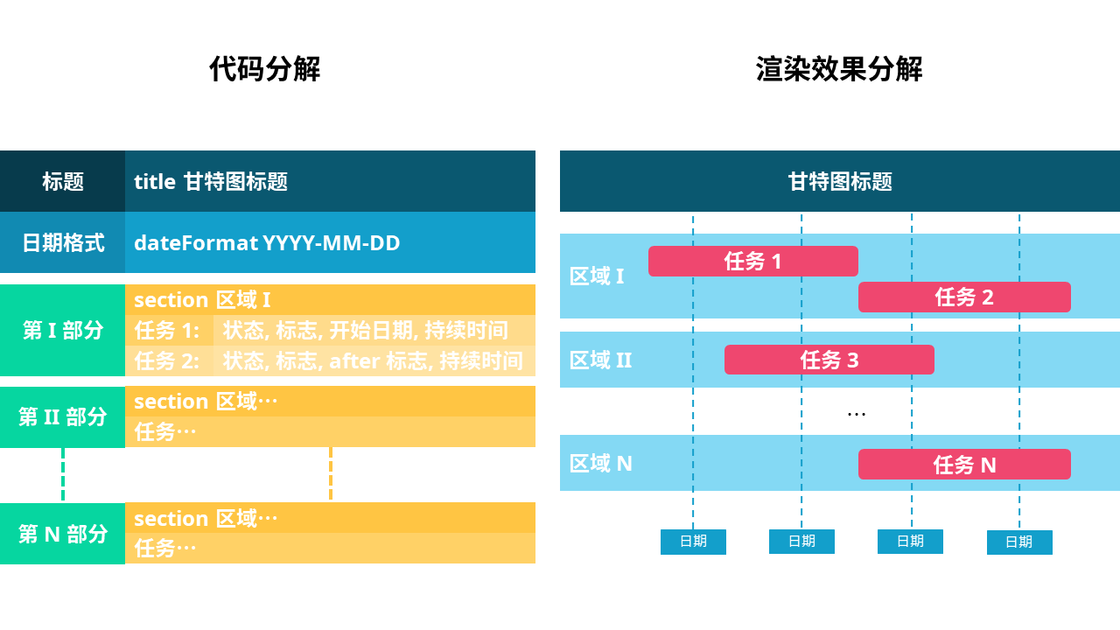 代码分解
标题
title 甘特图标题
日期格式
dateFormat YYYY-MM-DD
第 I 部分
section 区域 I
任务 1: 状态, 标志, 开始日期, 持续时间
任务 2: 状态, 标志, after 标志, 持续时间
第 II 部分
section 区域…
任务…
第 N 部分
section 区域…
任务…
渲染效果分解
甘特图标题
区域 I
任务 1
任务 2
区域 II
任务 3
…
区域 N
任务 N
日期
日期
日期
日期